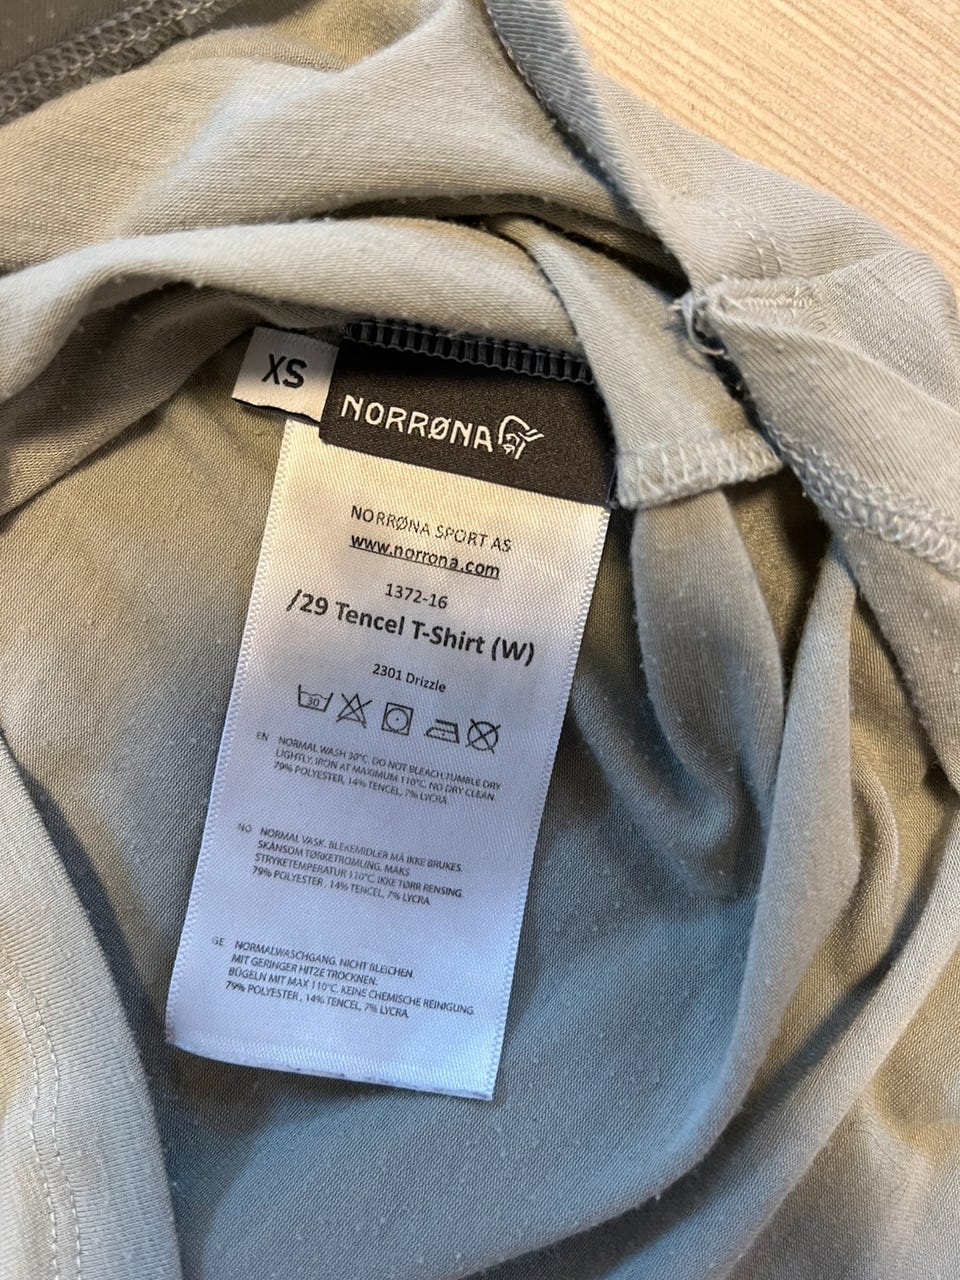 XS
NORRØNA
NORRØNA SPORT AS
www.norrona.com
1372-16
/29 Tencel T-Shirt (W)
2301 Drizzle
30
EN NORMAL WASH 30°C. DO NOT BLEACH.TUMBLE DRY
LIGHTLY. IRON AT MAXIMUM 110°C. NO DRY CLEAN.
79% POLYESTER, 14% TENCEL, 7% LYCRA.
NO NORMAL VASK. BLEKEMIDLER MÅ IKKE BRUKES.
SKÅNSOM TØRKETROMLING. MAKS
STRYKETEMPERATUR 110°C. IKKE TØRR RENSING.
79% POLYESTER , 14% TENCEL, 7% LYCRA.
GE NORMALWASCHGANG. NICHT BLEICHEN.
MIT GERINGER HITZE TROCKNEN.
BÜGELN MIT MAX 110°C. KEINE CHEMISCHE REINIGUNG.
79% POLYESTER , 14% TENCEL, 7% LYCRA.